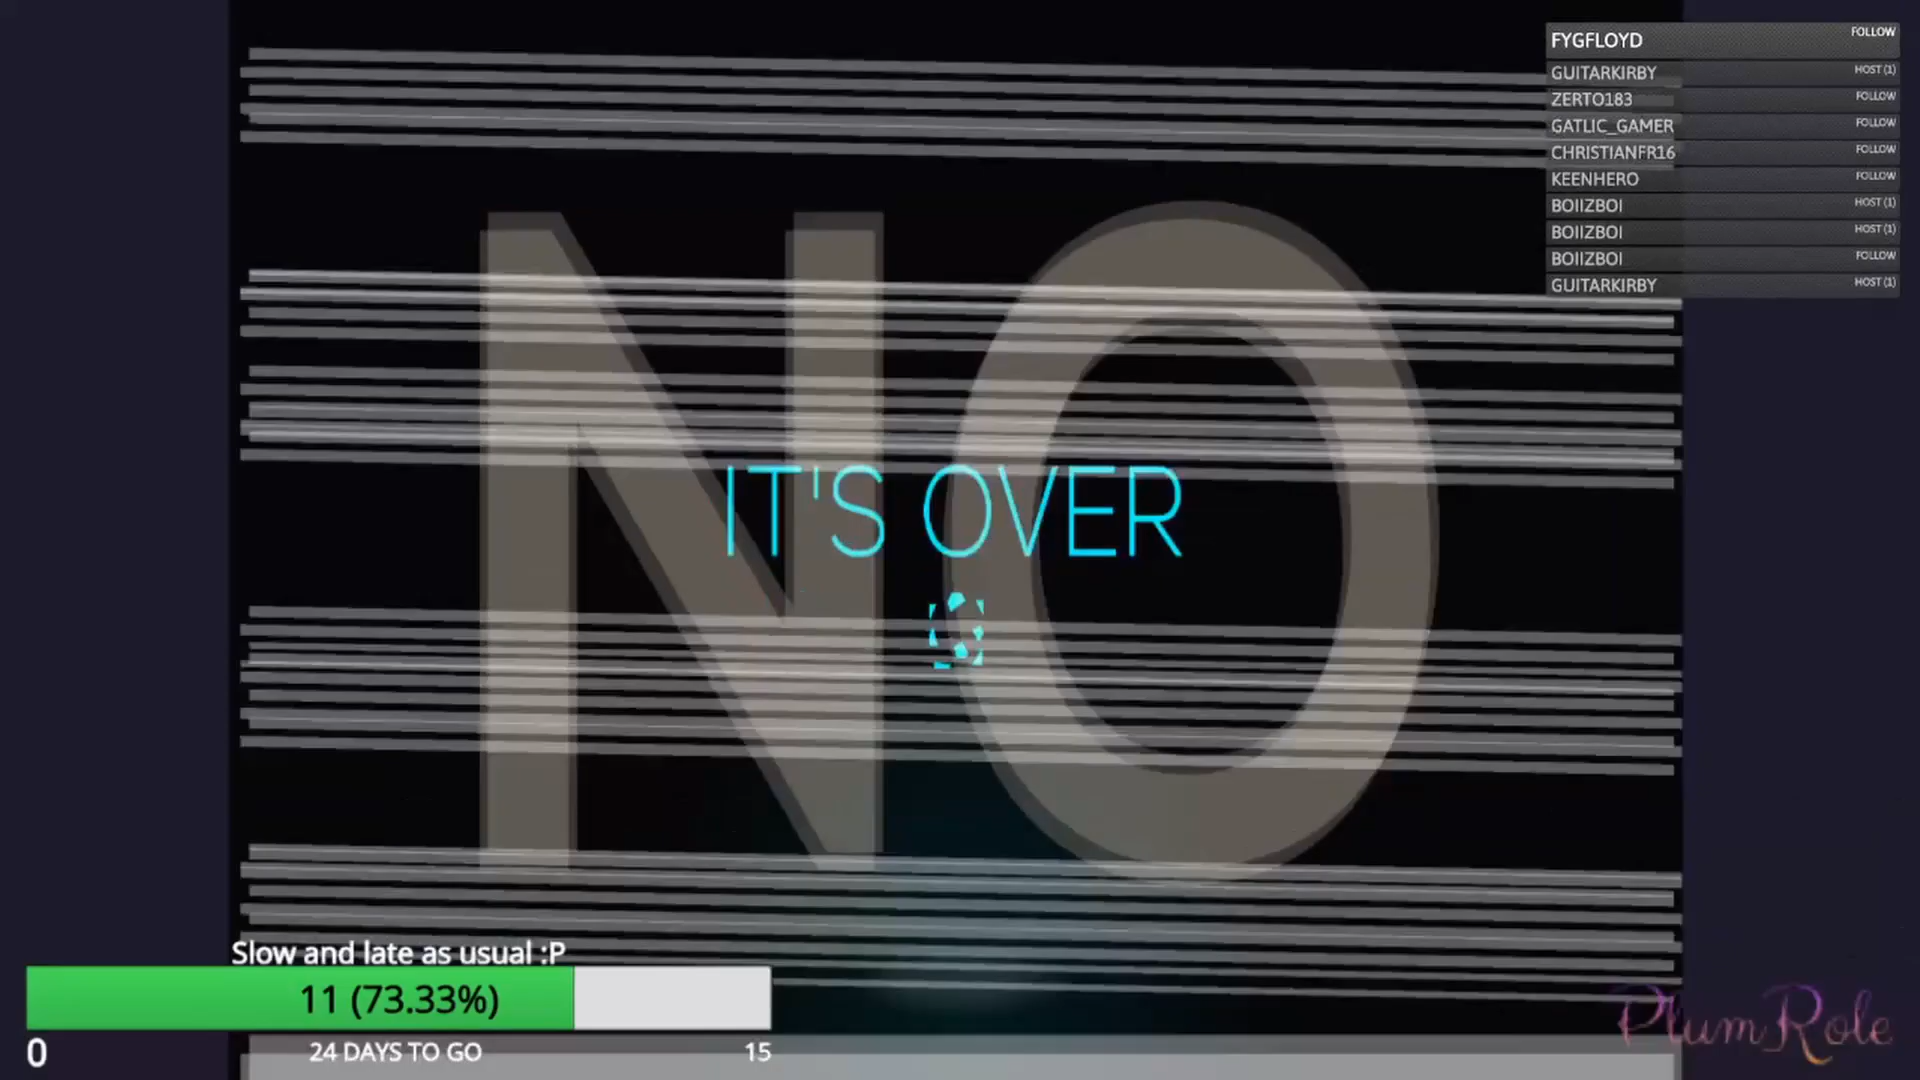 FYGFLOYD FOLLOW
GUITARKIRBY HOST (1)
ZERTO183 FOLLOW
GATLIC_GAMER FOLLOW
CHRISTIANFR16 FOLLOW
KEENHERO FOLLOW
BOIIZBOI HOST (1)
BOIIZBOI HOST (1)
BOIIZBOI FOLLOW
GUITARKIRBY HOST (1)
NO
IT'S OVER
Slow and late as usual :P
11 (73.33%)
0 24 DAYS TO GO 15
PlumRole